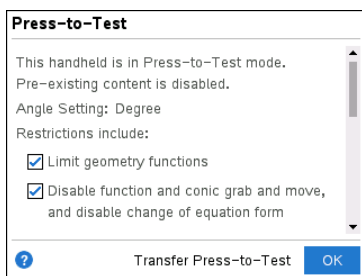 Press-to-Test
This handheld is in Press-to-Test mode.
Pre-existing content is disabled.
Angle Setting: Degree
Restrictions include:
Limit geometry functions
Disable function and conic grab and move,
and disable change of equation form
? Transfer Press-to-Test OK